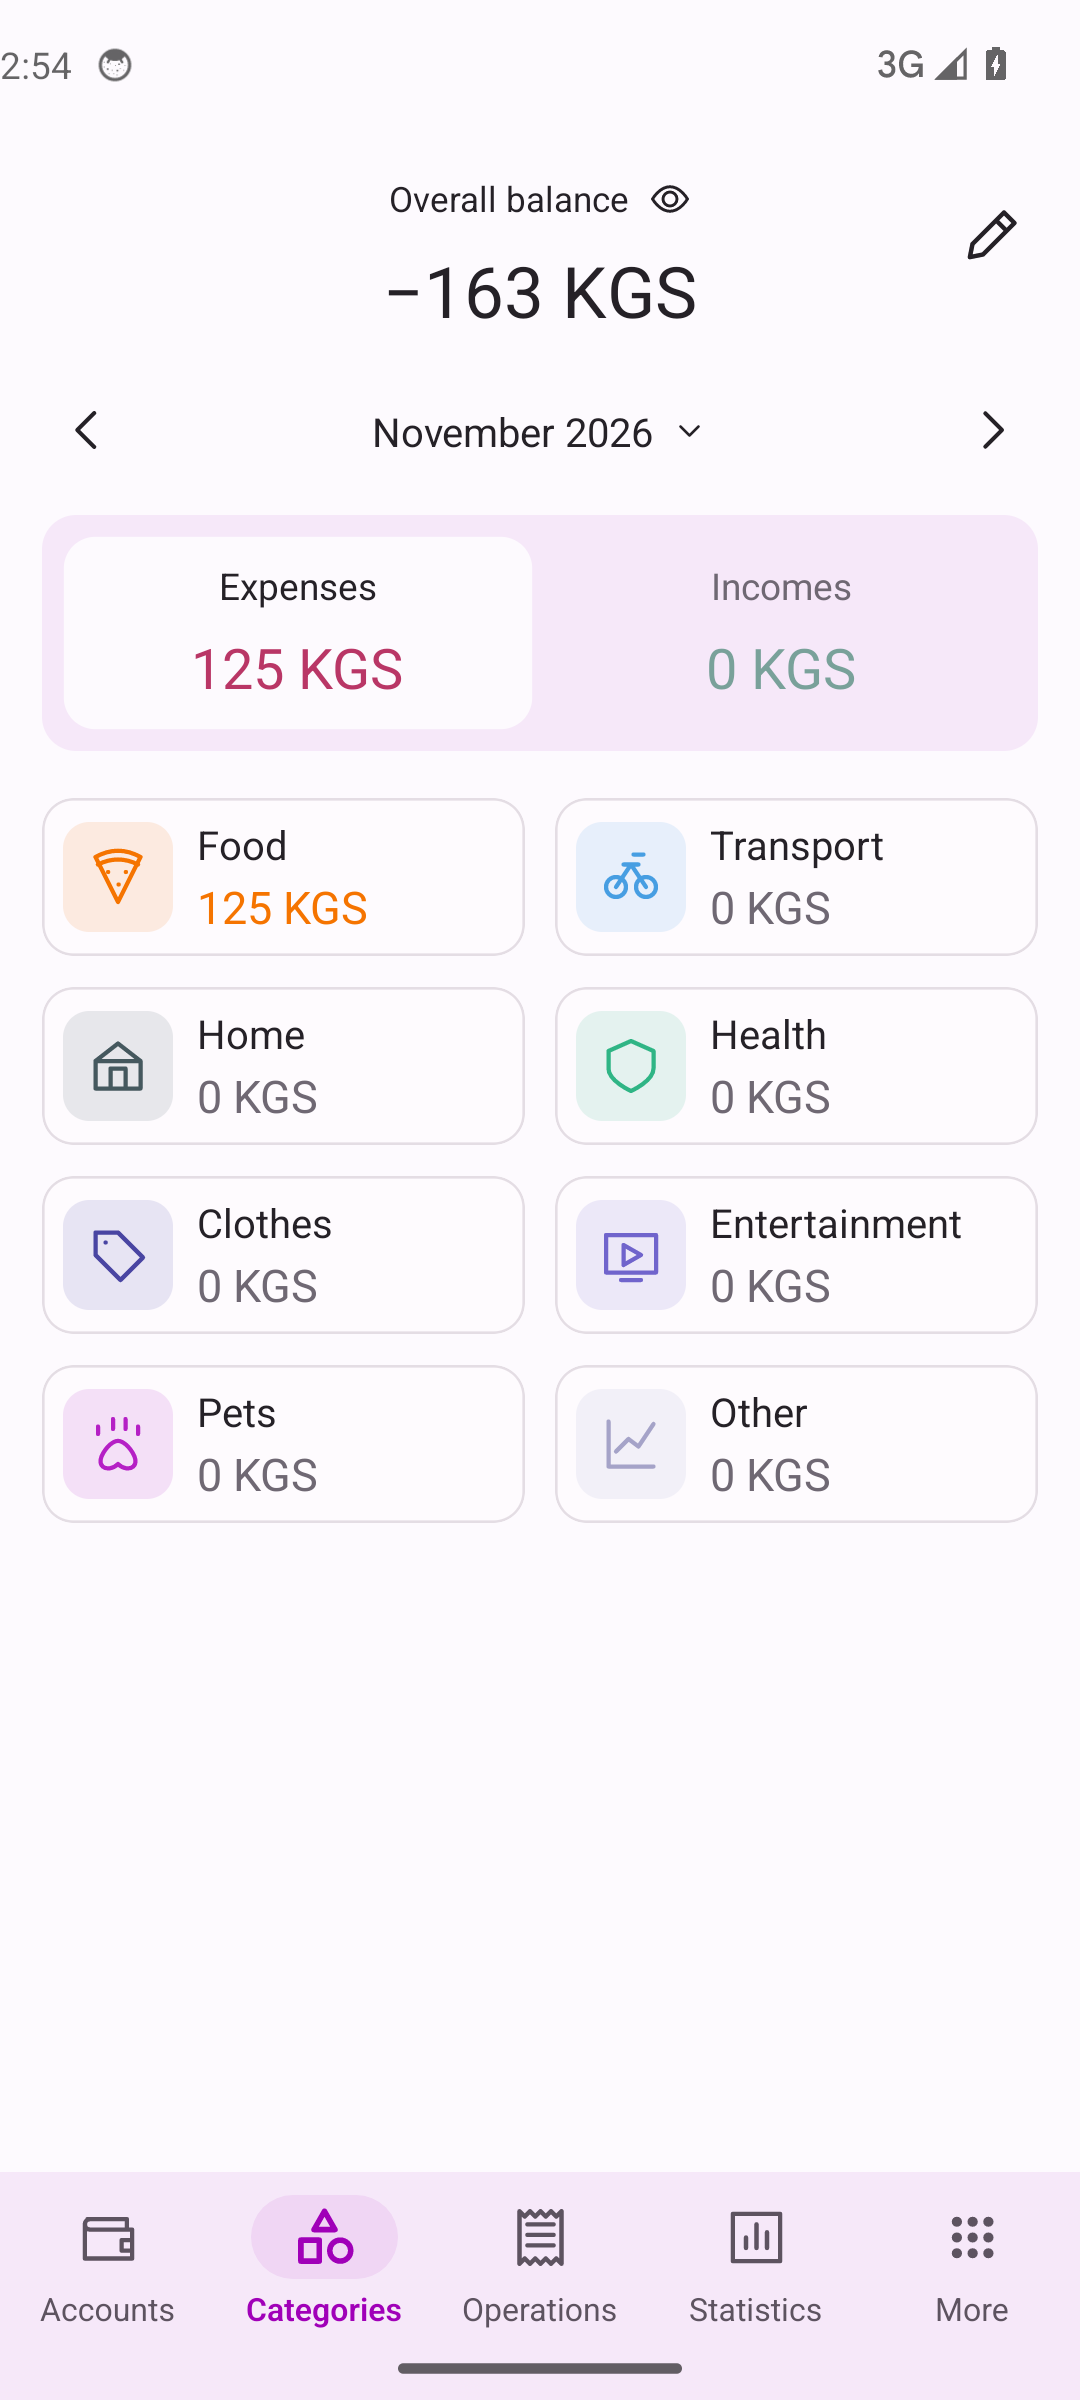 2:54
3G
Overall balance
−163 KGS
November 2026
Expenses
Incomes
125 KGS
0 KGS
Food
125 KGS
Transport
0 KGS
Home
0 KGS
Health
0 KGS
Clothes
0 KGS
Entertainment
0 KGS
Pets
0 KGS
Other
0 KGS
Accounts
Categories
Operations
Statistics
More